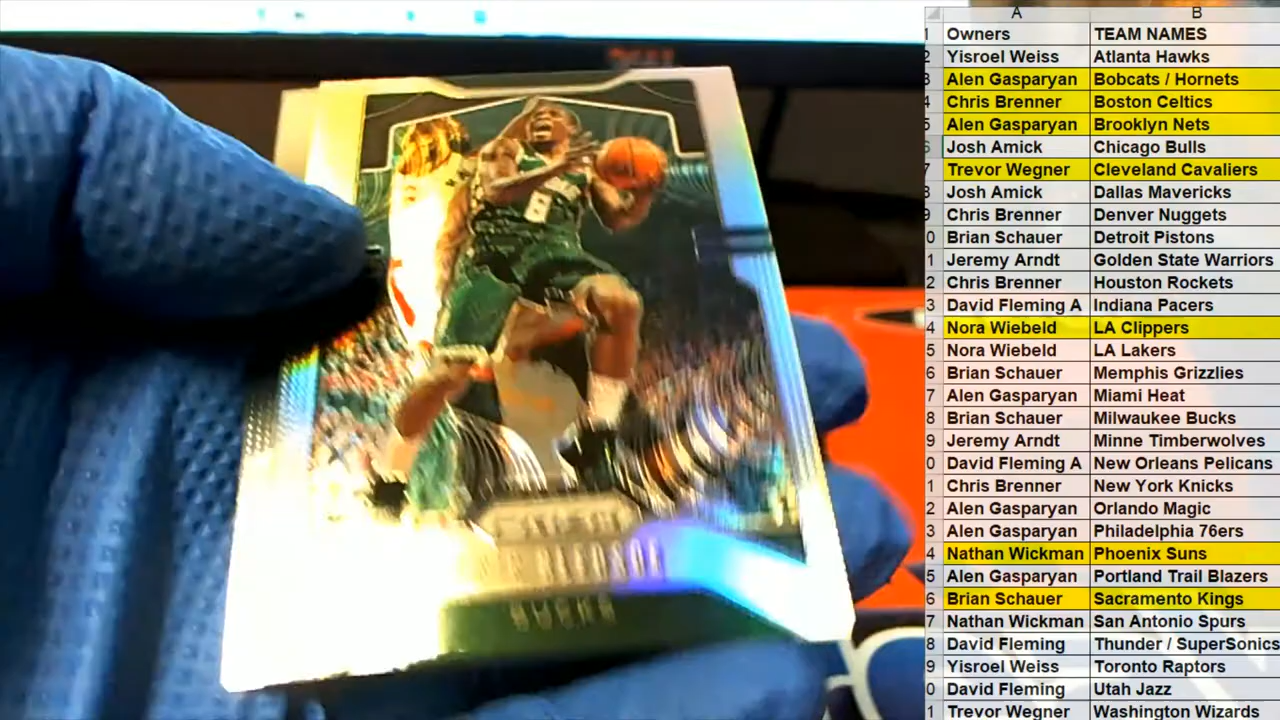 A B
1 Owners TEAM NAMES
2 Yisroel Weiss Atlanta Hawks
3 Alen Gasparyan Bobcats / Hornets
4 Chris Brenner Boston Celtics
5 Alen Gasparyan Brooklyn Nets
6 Josh Amick Chicago Bulls
7 Trevor Wegner Cleveland Cavaliers
8 Josh Amick Dallas Mavericks
9 Chris Brenner Denver Nuggets
0 Brian Schauer Detroit Pistons
1 Jeremy Arndt Golden State Warriors
2 Chris Brenner Houston Rockets
3 David Fleming A Indiana Pacers
4 Nora Wiebeld LA Clippers
5 Nora Wiebeld LA Lakers
6 Brian Schauer Memphis Grizzlies
7 Alen Gasparyan Miami Heat
8 Brian Schauer Milwaukee Bucks
9 Jeremy Arndt Minne Timberwolves
0 David Fleming A New Orleans Pelicans
1 Chris Brenner New York Knicks
2 Alen Gasparyan Orlando Magic
3 Alen Gasparyan Philadelphia 76ers
4 Nathan Wickman Phoenix Suns
5 Alen Gasparyan Portland Trail Blazers
6 Brian Schauer Sacramento Kings
7 Nathan Wickman San Antonio Spurs
8 David Fleming Thunder / SuperSonics
9 Yisroel Weiss Toronto Raptors
0 David Fleming Utah Jazz
1 Trevor Wegner Washington Wizards
BUCKS